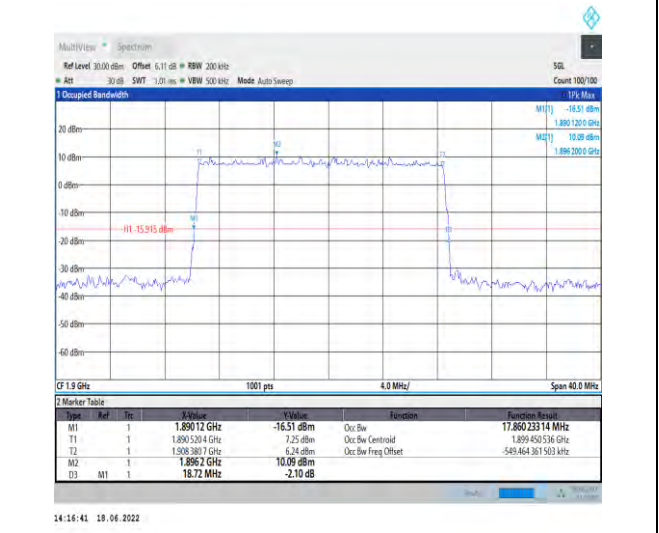 MultiView Spectrum
Ref Level 30.00 dBm Offset 6.11 dB RBW 200 kHz SGL
Att 30 dB SWT 1.01 ms VBW 500 kHz Mode Auto Sweep Count 100/100
1 Occupied Bandwidth 1Pk Max
M1[1] -16.51 dBm
1.890 120 0 GHz
M2[1] 10.09 dBm
1.896 200 0 GHz
20 dBm
10 dBm
T1 M2 T2
0 dBm
-10 dBm
M1
H1 -15.915 dBm D3
-20 dBm
-30 dBm
-40 dBm
-50 dBm
-60 dBm
CF 1.9 GHz 1001 pts 4.0 MHz/ Span 40.0 MHz
2 Marker Table
Type Ref Trc X-Value Y-Value Function Function Result
M1 1 1.89012 GHz -16.51 dBm Occ Bw 17.860 233 14 MHz
T1 1 1.890 520 4 GHz 7.25 dBm Occ Bw Centroid 1.899 450 536 GHz
T2 1 1.908 380 7 GHz 6.24 dBm Occ Bw Freq Offset -549.464 361 503 kHz
M2 1 1.8962 GHz 10.09 dBm
D3 M1 1 18.72 MHz -2.10 dB
14:16:41 18.06.2022